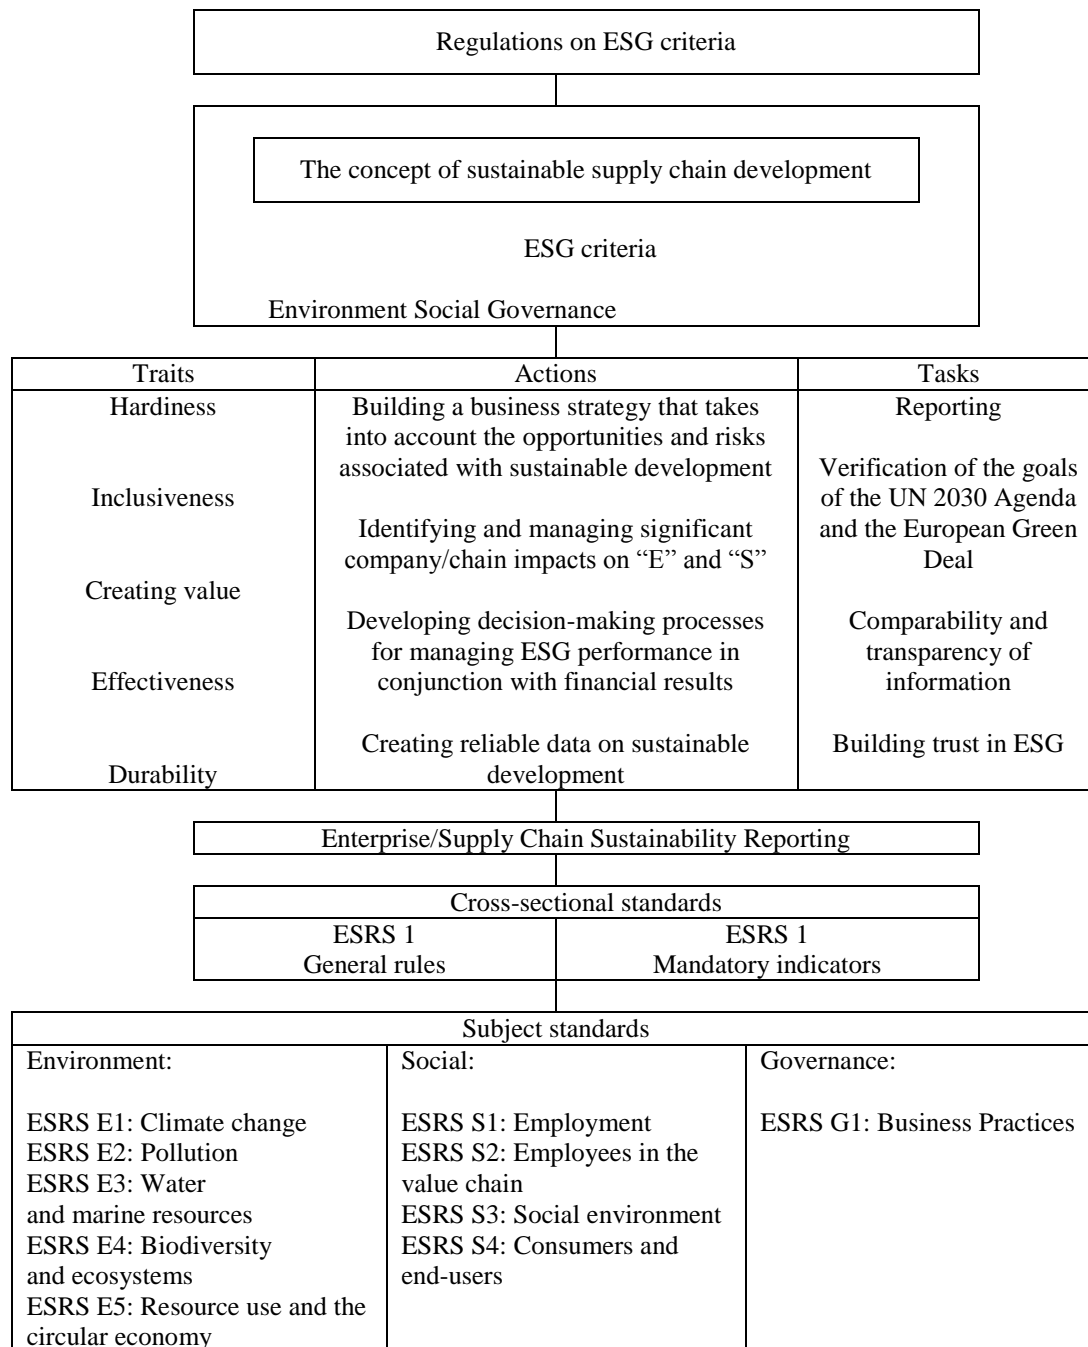 Regulations on ESG criteria
The concept of sustainable supply chain development
ESG criteria
Environment Social Governance
Traits
Hardiness
Inclusiveness
Creating value
Effectiveness
Durability
Actions
Building a business strategy that takes
into account the opportunities and risks
associated with sustainable development
Identifying and managing significant
company/chain impacts on “E” and “S”
Developing decision-making processes
for managing ESG performance in
conjunction with financial results
Creating reliable data on sustainable
development
Tasks
Reporting
Verification of the goals
of the UN 2030 Agenda
and the European Green
Deal
Comparability and
transparency of
information
Building trust in ESG
Enterprise/Supply Chain Sustainability Reporting
Cross-sectional standards
ESRS 1
General rules
ESRS 1
Mandatory indicators
Subject standards
Environment:
ESRS E1: Climate change
ESRS E2: Pollution
ESRS E3: Water
and marine resources
ESRS E4: Biodiversity
and ecosystems
ESRS E5: Resource use and the
circular economy
Social:
ESRS S1: Employment
ESRS S2: Employees in the
value chain
ESRS S3: Social environment
ESRS S4: Consumers and
end-users
Governance:
ESRS G1: Business Practices